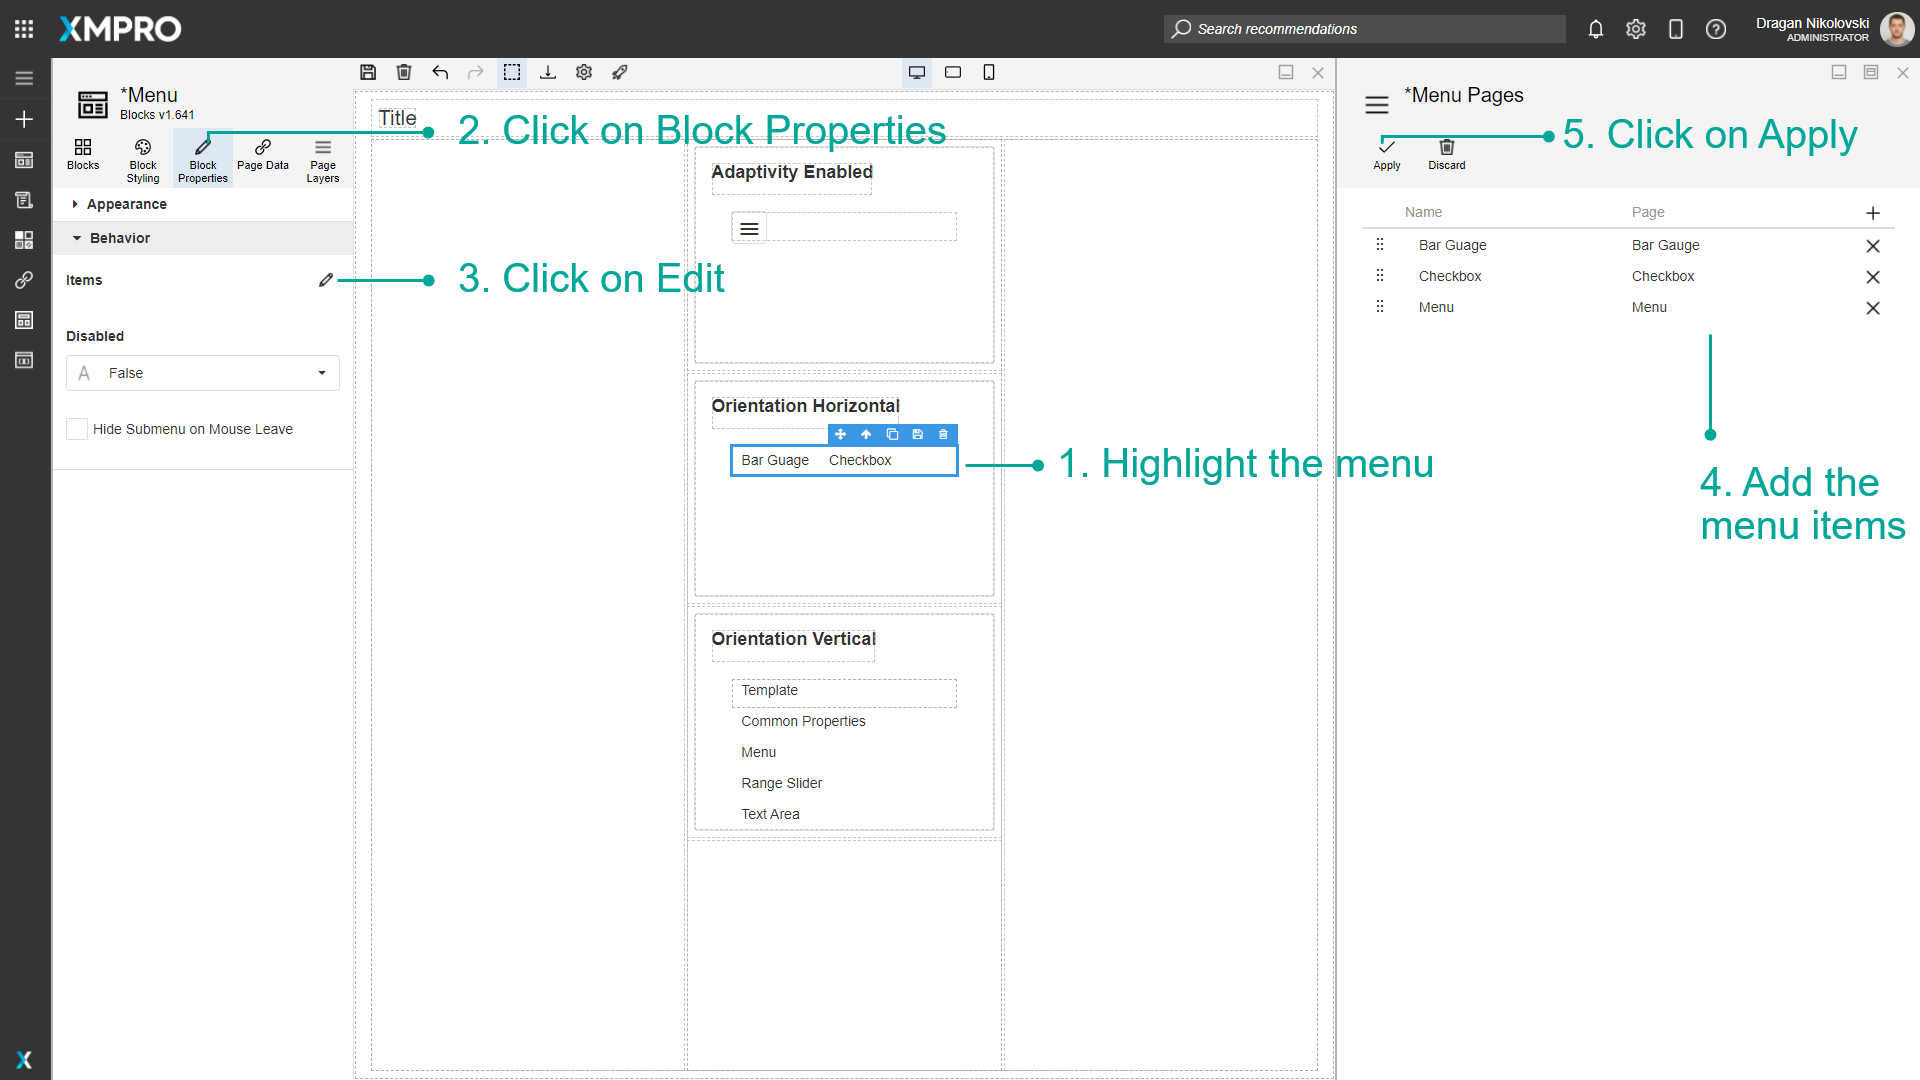 XMPRO
Search recommendations
Dragan Nikolovski
ADMINISTRATOR
*Menu
Blocks v1.641
Blocks
Block
Styling
Block
Properties
Page Data
Page
Layers
Appearance
Behavior
Items
Disabled
A False
Hide Submenu on Mouse Leave
Title
2. Click on Block Properties
Adaptivity Enabled
3. Click on Edit
Orientation Horizontal
Bar Guage Checkbox
1. Highlight the menu
Orientation Vertical
Template
Common Properties
Menu
Range Slider
Text Area
*Menu Pages
5. Click on Apply
Apply
Discard
Name Page
Bar Guage Bar Gauge
Checkbox Checkbox
Menu Menu
4. Add the
menu items
X